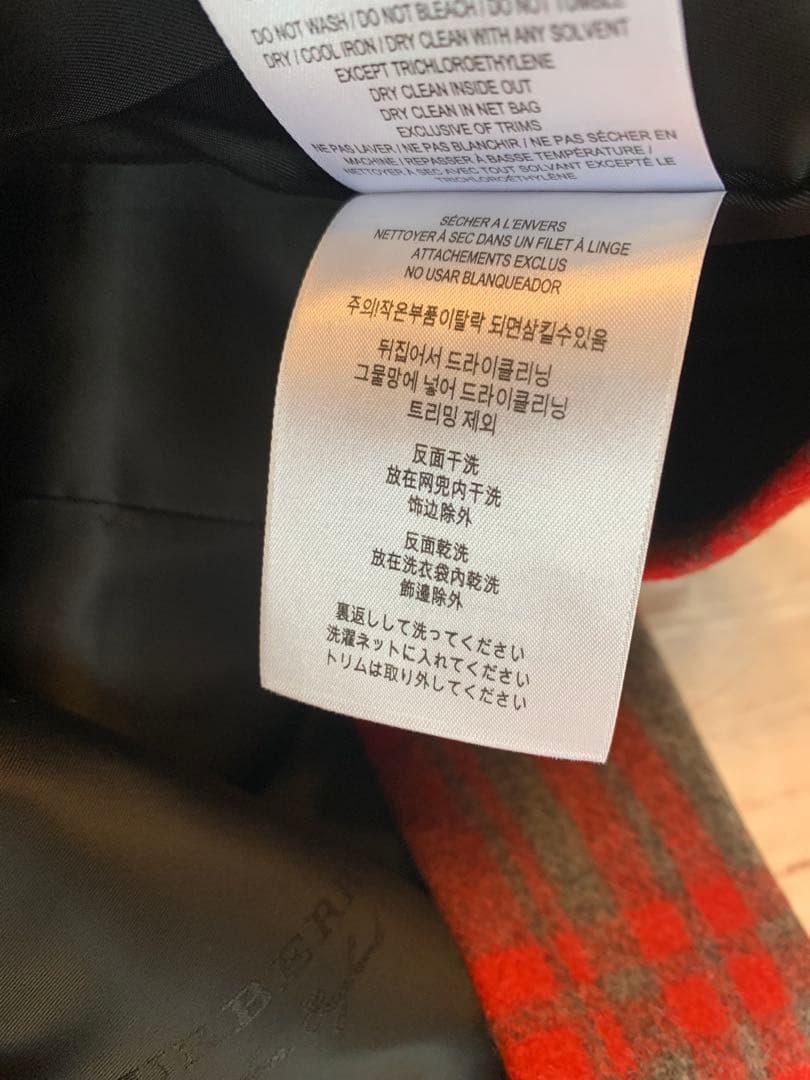 DO NOT WASH / DO NOT BLEACH / DO NOT TUMBLE
DRY / COOL IRON / DRY CLEAN WITH ANY SOLVENT
EXCEPT TRICHLOROETHYLENE
DRY CLEAN INSIDE OUT
DRY CLEAN IN NET BAG
EXCLUSIVE OF TRIMS
NE PAS LAVER / NE PAS BLANCHIR / NE PAS SÉCHER EN
MACHINE / REPASSER À BASSE TEMPÉRATURE /
NETTOYER À SEC AVEC TOUT SOLVANT EXCEPTÉ LE
TRICHLOROÉTHYLÈNE
SÉCHER A L'ENVERS
NETTOYER À SEC DANS UN FILET À LINGE
ATTACHEMENTS EXCLUS
NO USAR BLANQUEADOR
주의!작은부품이탈락 되면삼킬수있음
뒤집어서 드라이클리닝
그물망에 넣어 드라이클리닝
트리밍 제외
反面干洗
放在网兜内干洗
饰边除外
反面乾洗
放在洗衣袋內乾洗
飾邊除外
裏返しして洗ってください
洗濯ネットに入れてください
トリムは取り外してください